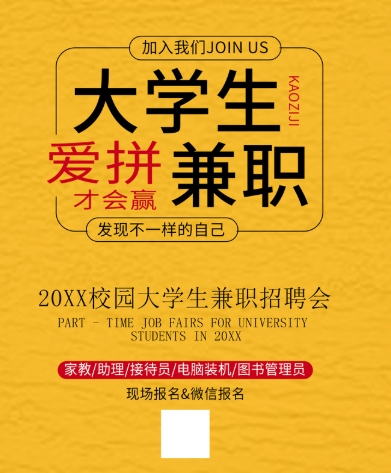 加入我们JOIN US
大学生
KAOZIJI
爱拼
才会赢
兼职
发现不一样的自己
20XX校园大学生兼职招聘会
PART - TIME JOB FAIRS FOR UNIVERSITY
STUDENTS IN 20XX
家教/助理/接待员/电脑装机/图书管理员
现场报名&微信报名